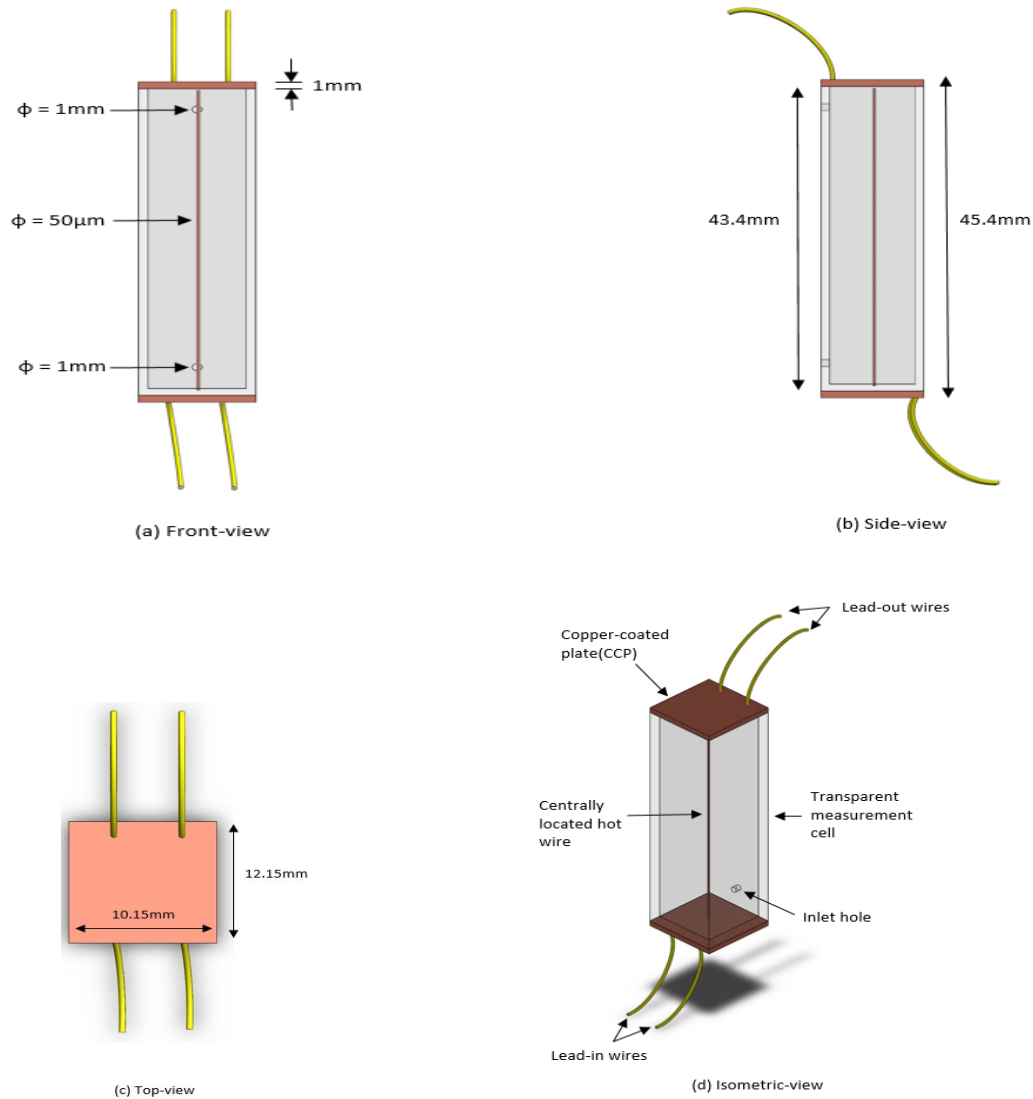 1mm
ϕ = 1mm
ϕ = 50µm
ϕ = 1mm
(a) Front-view
43.4mm
45.4mm
(b) Side-view
12.15mm
10.15mm
(c) Top-view
Lead-out wires
Copper-coated
plate(CCP)
Centrally
located hot
wire
Transparent
measurement
cell
Inlet hole
Lead-in wires
(d) Isometric-view